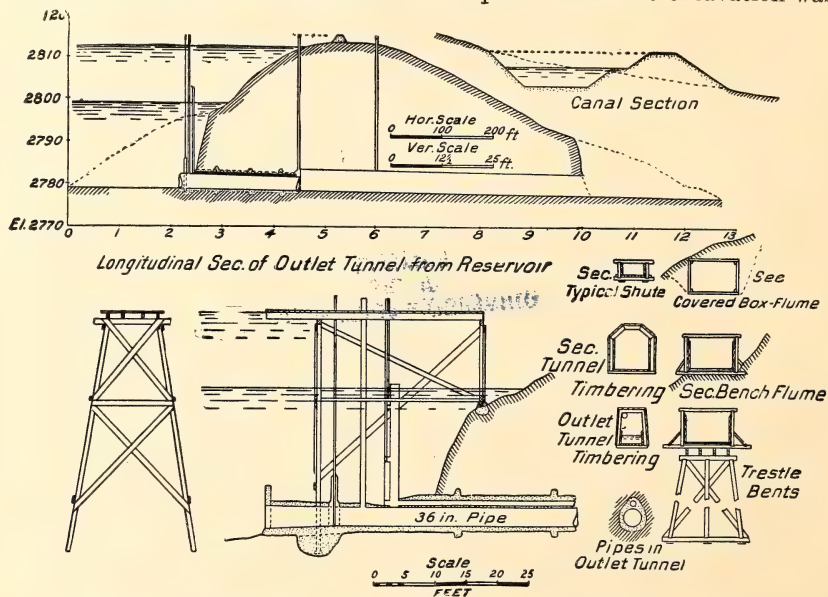 120
2810
2800
2790
2780
El.2770
Canal Section
Hor.Scale
0 100 200 ft
Ver.Scale
0 12½ 25 ft.
0 1 2 3 4 5 6 7 8 9 10 11 12 13
Longitudinal Sec. of Outlet Tunnel from Reservoir
Sec.
Typical Shute
Sec
Covered Box-Flume
Sec.
Tunnel
Timbering
Sec. Bench Flume
Outlet
Tunnel
Timbering
Trestle
Bents
36 in. Pipe
Pipes in
Outlet Tunnel
Scale
0 5 10 15 20 25
FEET